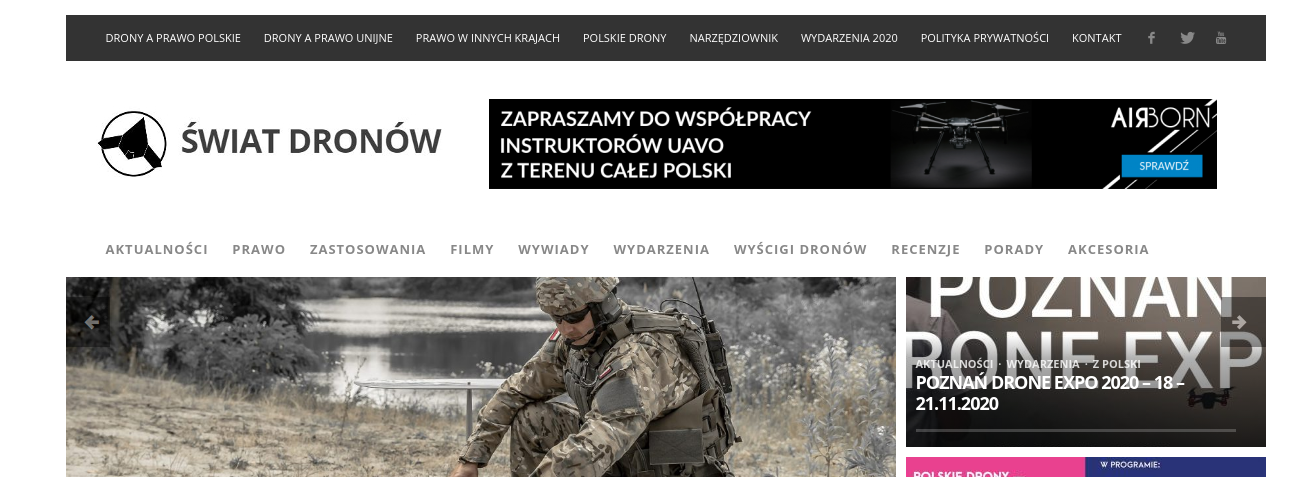 DRONY A PRAWO POLSKIE DRONY A PRAWO UNIJNE PRAWO W INNYCH KRAJACH POLSKIE DRONY NARZĘDZIOWNIK WYDARZENIA 2020 POLITYKA PRYWATNOŚCI KONTAKT
ŚWIAT DRONÓW
ZAPRASZAMY DO WSPÓŁPRACY
INSTRUKTORÓW UAVO
Z TERENU CAŁEJ POLSKI
AIRBORN
SPRAWDŹ
AKTUALNOŚCI PRAWO ZASTOSOWANIA FILMY WYWIADY WYDARZENIA WYŚCIGI DRONÓW RECENZJE PORADY AKCESORIA
POZNAŃ
DRONE EXP
AKTUALNOŚCI · WYDARZENIA · Z POLSKI
POZNAŃ DRONE EXPO 2020 – 18 –
21.11.2020
POLSKIE DRONY
W PROGRAMIE: